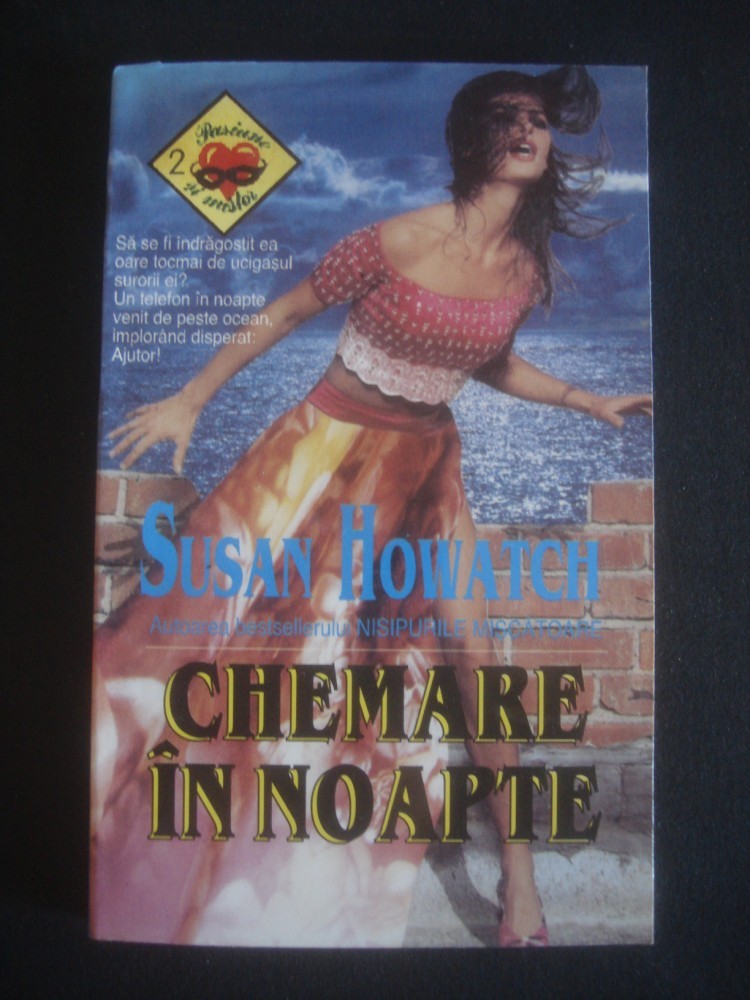 Pasiune
2
și mister
Să se fi îndrăgostit ea
oare tocmai de ucigașul
surorii ei?
Un telefon în noapte
venit de peste ocean,
implorând disperat:
Ajutor!
SUSAN HOWATCH
Autoarea bestsellerului NISIPURILE MIȘCĂTOARE
CHEMARE
ÎN NOAPTE